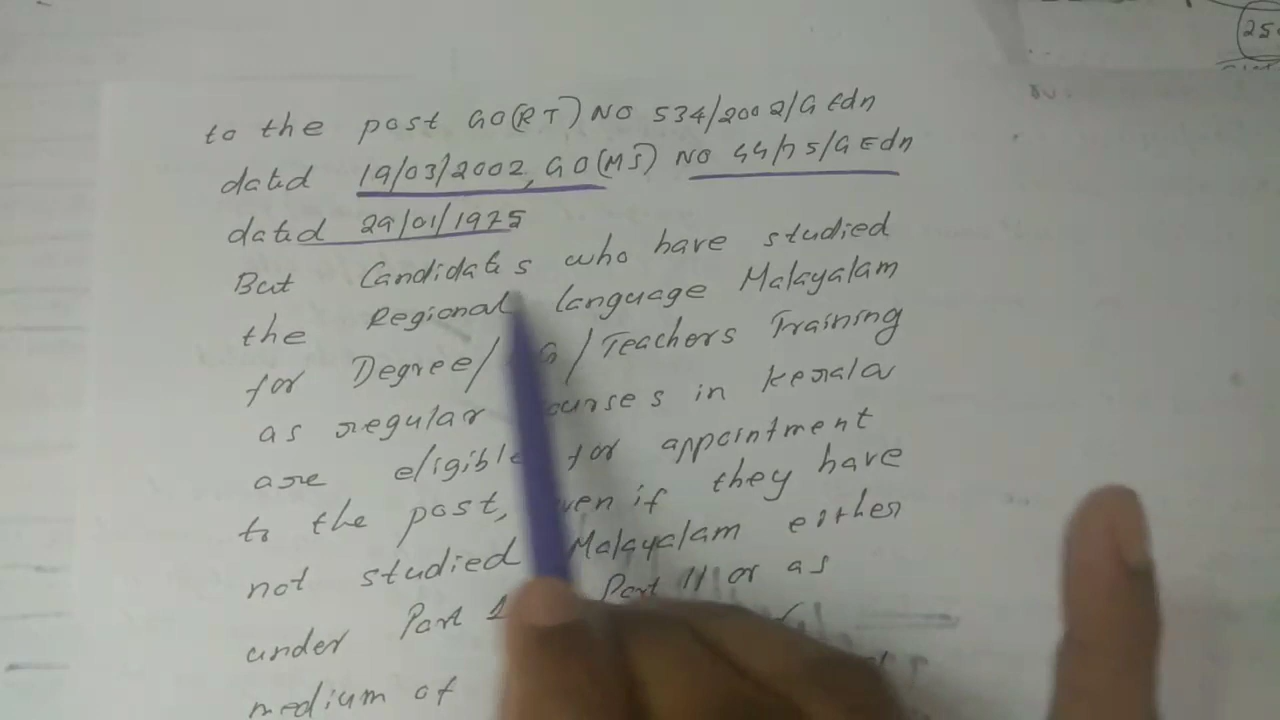 25
to the post GO(RT) NO 534/2002/G Edn
dated 19/03/2002, GO(MS) NO 44/75/G Edn
dated 29/01/1975
But Candidates who have studied
the Regional language Malayalam
for Degree/ /Teachers Training
as regular courses in Kerala
are eligible for appointment
to the post, even if they have
not studied Malayalam either
under Part 1 Part II or as
medium of